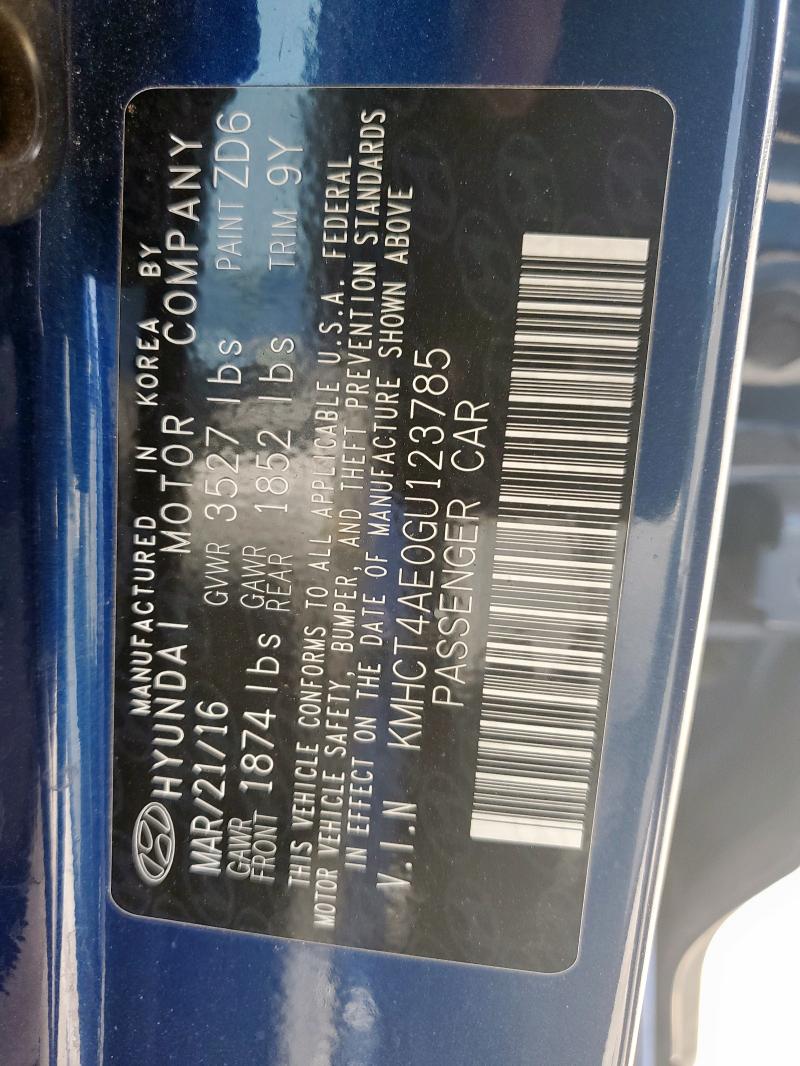 MANUFACTURED IN KOREA BY
HYUNDAI MOTOR COMPANY
MAR/21/16 GVWR 3527 lbs PAINT ZD6
GAWR FRONT 1874 lbs GAWR REAR 1852 lbs TRIM 9Y
THIS VEHICLE CONFORMS TO ALL APPLICABLE U.S.A. FEDERAL
MOTOR VEHICLE SAFETY, BUMPER, AND THEFT PREVENTION STANDARDS
IN EFFECT ON THE DATE OF MANUFACTURE SHOWN ABOVE
V.I.N KMHCT4AE0GU123785
PASSENGER CAR